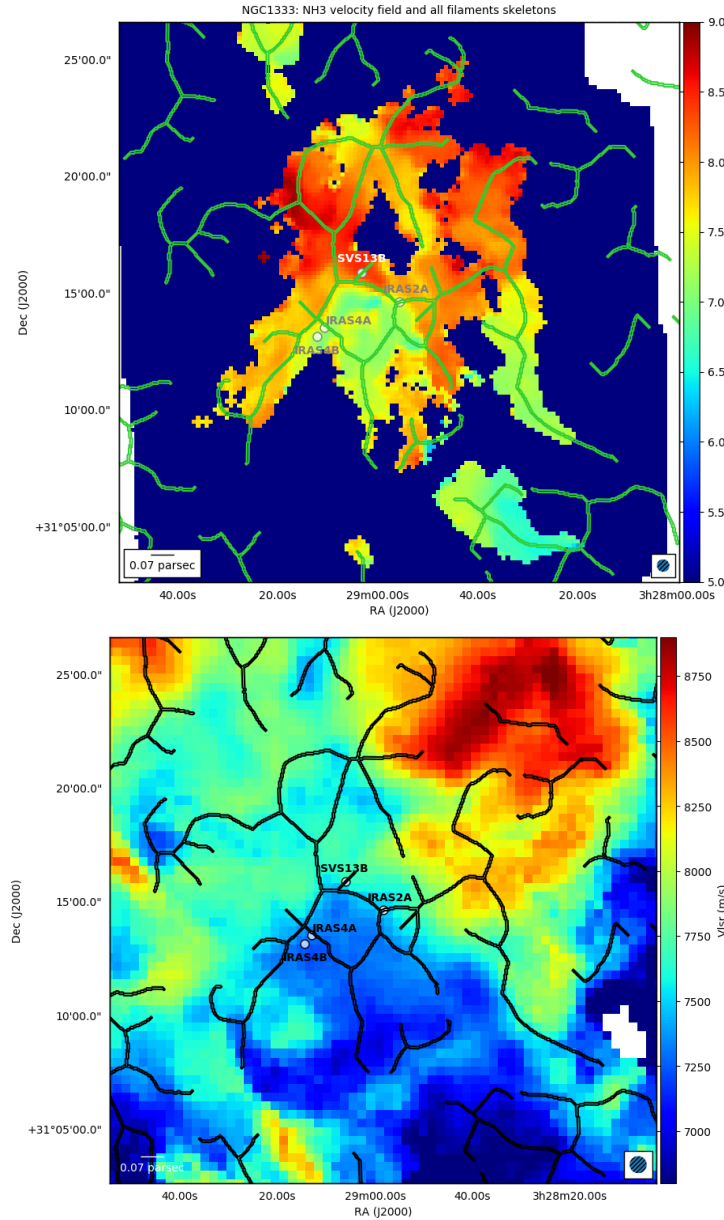 NGC1333: NH3 velocity field and all filaments skeletons
9.0
25'00.0"
8.5
20'00.0"
8.0
7.5
SVS13B
Dec (J2000)
15'00.0"
IRAS2A
7.0
IRAS4A
IRAS4B
6.5
10'00.0"
6.0
+31°05'00.0"
5.5
0.07 parsec
5.0
40.00s 20.00s 29m00.00s 40.00s 20.00s 3h28m00.00s
RA (J2000)
25'00.0"
8750
8500
20'00.0"
8250
SVS13B
8000
Dec (J2000)
15'00.0"
IRAS2A
Vlsr (m/s)
IRAS4A
7750
IRAS4B
7500
10'00.0"
7250
+31°05'00.0"
7000
0.07 parsec
40.00s 20.00s 29m00.00s 40.00s 3h28m20.00s
RA (J2000)